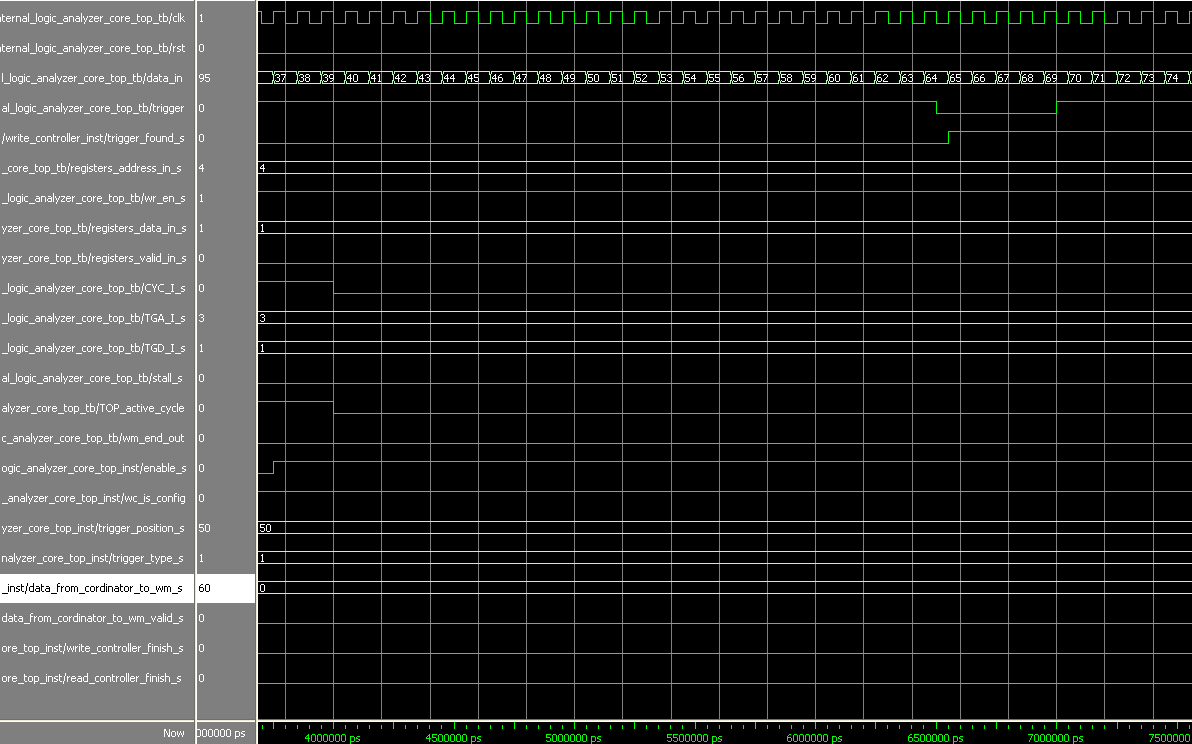 ternal_logic_analyzer_core_top_tb/clk 1
ternal_logic_analyzer_core_top_tb/rst 0
l_logic_analyzer_core_top_tb/data_in 95 37 38 39 40 41 42 43 44 45 46 47 48 49 50 51 52 53 54 55 56 57 58 59 60 61 62 63 64 65 66 67 68 69 70 71 72 73 74
al_logic_analyzer_core_top_tb/trigger 0
/write_controller_inst/trigger_found_s 0
_core_top_tb/registers_address_in_s 4 4
_logic_analyzer_core_top_tb/wr_en_s 1
yzer_core_top_tb/registers_data_in_s 1 1
yzer_core_top_tb/registers_valid_in_s 0
_logic_analyzer_core_top_tb/CYC_I_s 0
_logic_analyzer_core_top_tb/TGA_I_s 3 3
_logic_analyzer_core_top_tb/TGD_I_s 1 1
al_logic_analyzer_core_top_tb/stall_s 0
alyzer_core_top_tb/TOP_active_cycle 0
c_analyzer_core_top_tb/wm_end_out 0
ogic_analyzer_core_top_inst/enable_s 0
_analyzer_core_top_inst/wc_is_config 0
yzer_core_top_inst/trigger_position_s 50 50
nalyzer_core_top_inst/trigger_type_s 1 1
_inst/data_from_cordinator_to_wm_s 60 0
data_from_cordinator_to_wm_valid_s 0
ore_top_inst/write_controller_finish_s 0
ore_top_inst/read_controller_finish_s 0
Now 000000 ps 4000000 ps 4500000 ps 5000000 ps 5500000 ps 6000000 ps 6500000 ps 7000000 ps 7500000